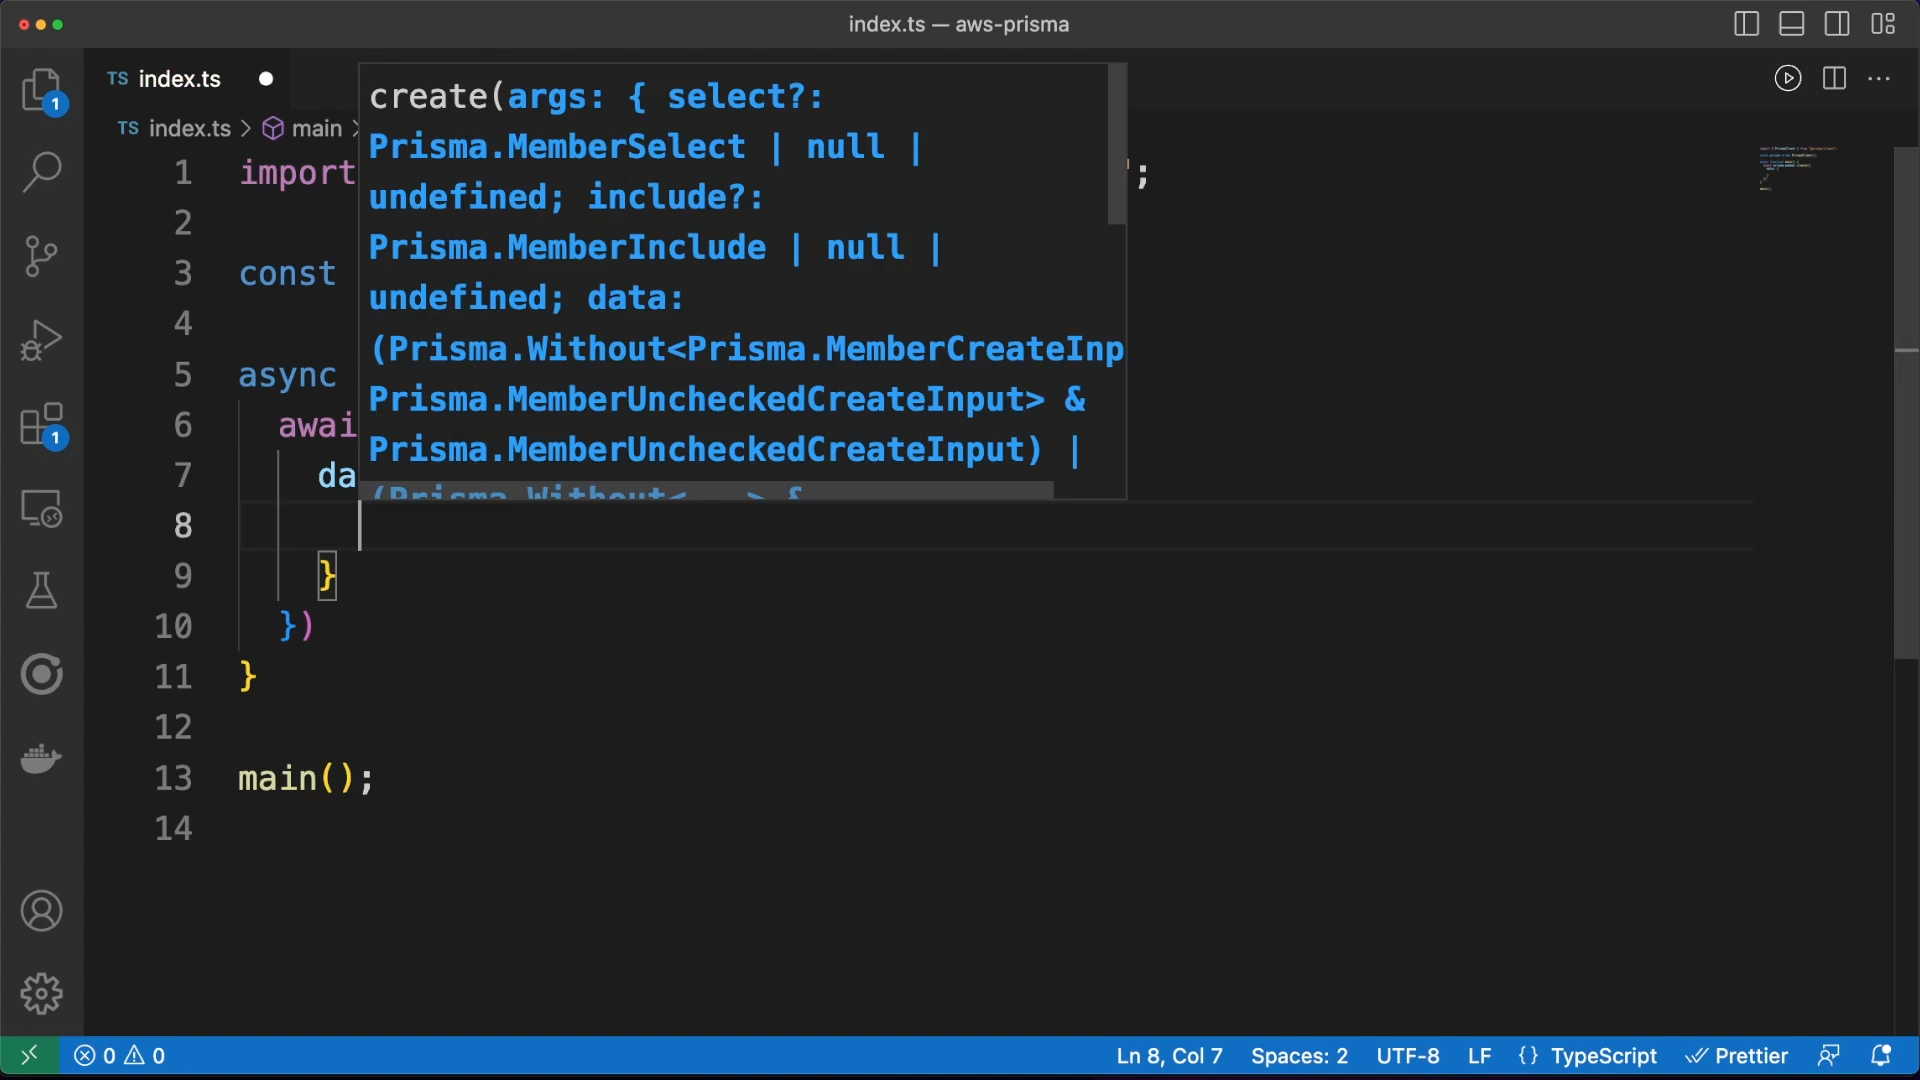 index.ts — aws-prisma
TS index.ts
TS index.ts > main >
create(args: { select?:
Prisma.MemberSelect | null |
undefined; include?:
Prisma.MemberInclude | null |
undefined; data:
(Prisma.Without<Prisma.MemberCreateInp
Prisma.MemberUncheckedCreateInput> &
Prisma.MemberUncheckedCreateInput) |
(Prisma.Without<...> &
1 import ;
2
3 const
4
5 async
6 awai
7 da
8
9 }
10 })
11 }
12
13 main();
14
1
1
0 0
Ln 8, Col 7 Spaces: 2 UTF-8 LF {} TypeScript Prettier